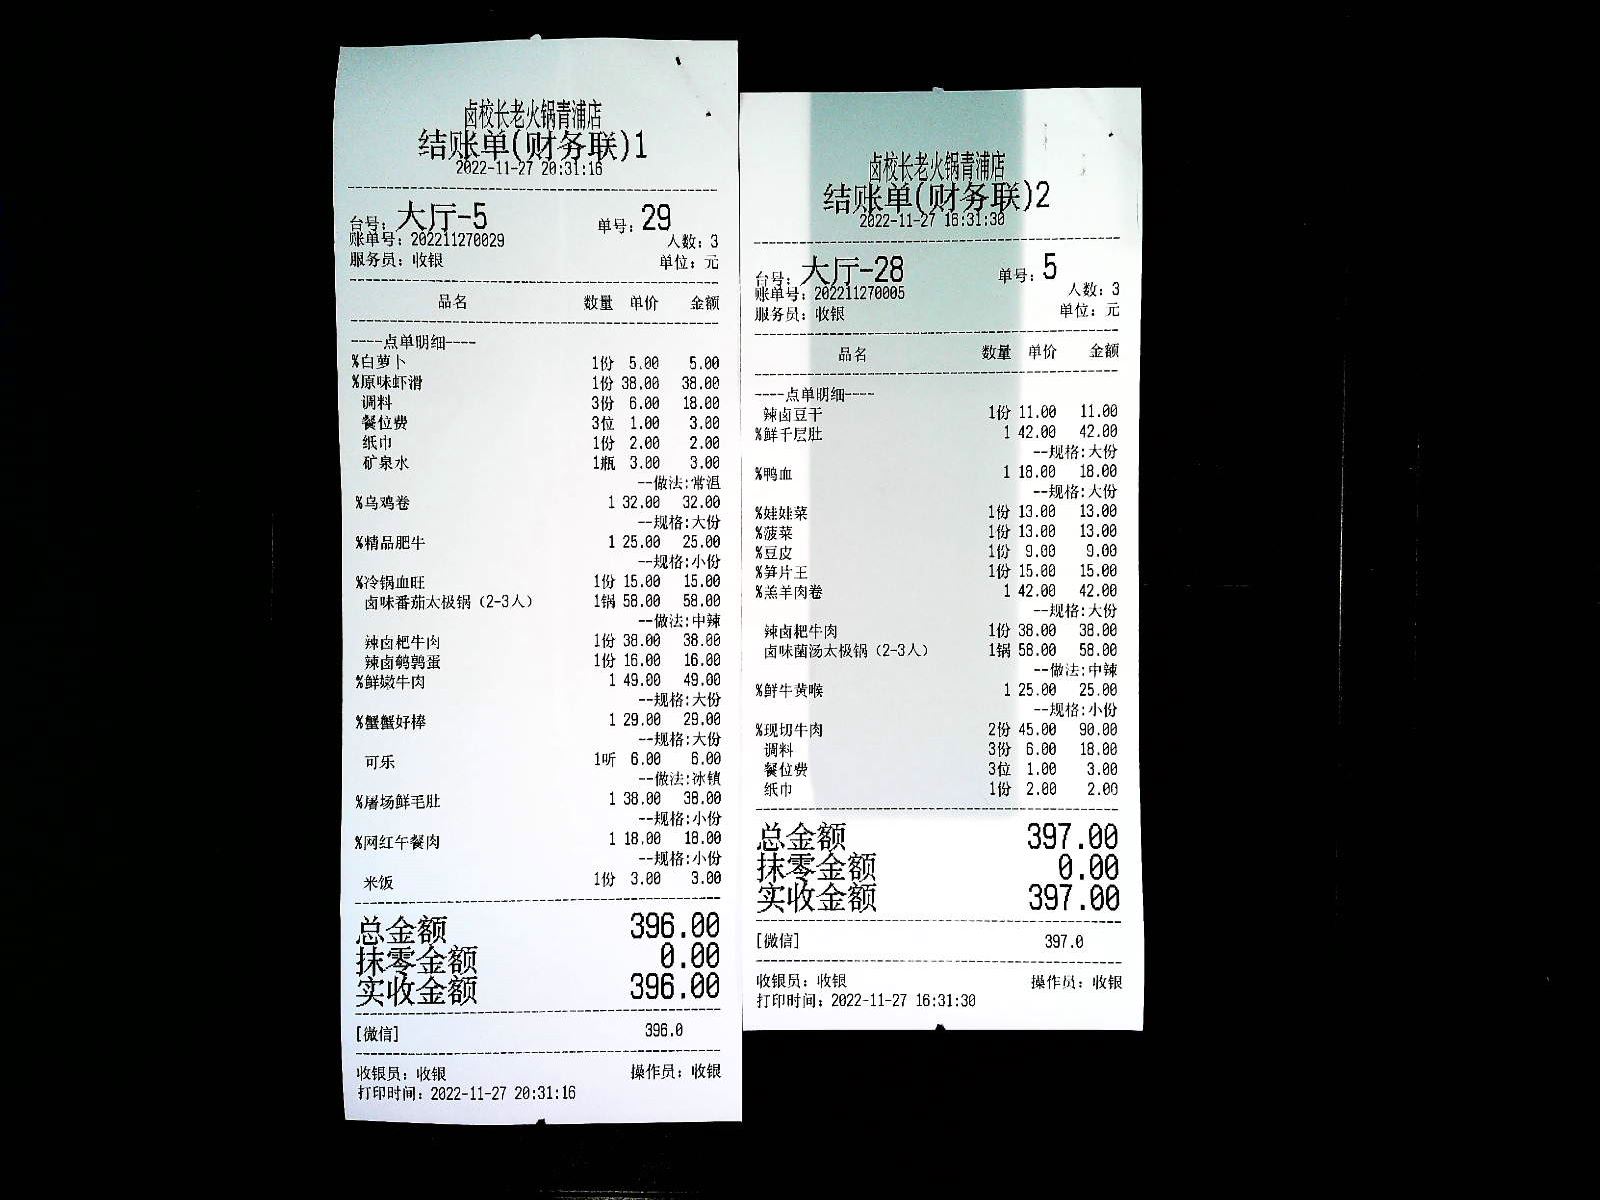 卤校长老火锅青浦店
结账单(财务联)1
2022-11-27 20:31:16
台号: 大厅-5 单号: 29
账单号: 202211270029 人数: 3
服务员: 收银 单位: 元
品名 数量 单价 金额
----点单明细----
%白萝卜 1份 5.00 5.00
%原味虾滑 1份 38.00 38.00
调料 3份 6.00 18.00
餐位费 3位 1.00 3.00
纸巾 1份 2.00 2.00
矿泉水 1瓶 3.00 3.00
--做法:常温
%乌鸡卷 1 32.00 32.00
--规格:大份
%精品肥牛 1 25.00 25.00
--规格:小份
%冷锅血旺 1份 15.00 15.00
卤味番茄太极锅（2-3人） 1锅 58.00 58.00
--做法:中辣
辣卤粑牛肉 1份 38.00 38.00
辣卤鹌鹑蛋 1份 16.00 16.00
%鲜嫩牛肉 1 49.00 49.00
--规格:大份
%蟹蟹好棒 1 29.00 29.00
--规格:大份
可乐 1听 6.00 6.00
--做法:冰镇
%屠场鲜毛肚 1 38.00 38.00
--规格:小份
%网红午餐肉 1 18.00 18.00
--规格:小份
米饭 1份 3.00 3.00
总金额 396.00
抹零金额 0.00
实收金额 396.00
[微信] 396.0
收银员: 收银 操作员: 收银
打印时间: 2022-11-27 20:31:16
卤校长老火锅青浦店
结账单(财务联)2
2022-11-27 16:31:30
台号: 大厅-28 单号: 5
账单号: 202211270005 人数: 3
服务员: 收银 单位: 元
品名 数量 单价 金额
----点单明细----
辣卤豆干 1份 11.00 11.00
%鲜千层肚 1 42.00 42.00
--规格:大份
%鸭血 1 18.00 18.00
--规格:大份
%娃娃菜 1份 13.00 13.00
%菠菜 1份 13.00 13.00
%豆皮 1份 9.00 9.00
%笋片王 1份 15.00 15.00
%羔羊肉卷 1 42.00 42.00
--规格:大份
辣卤粑牛肉 1份 38.00 38.00
卤味菌汤太极锅（2-3人） 1锅 58.00 58.00
--做法:中辣
%鲜牛黄喉 1 25.00 25.00
--规格:小份
%现切牛肉 2份 45.00 90.00
调料 3份 6.00 18.00
餐位费 3位 1.00 3.00
纸巾 1份 2.00 2.00
总金额 397.00
抹零金额 0.00
实收金额 397.00
[微信] 397.0
收银员: 收银 操作员: 收银
打印时间: 2022-11-27 16:31:30